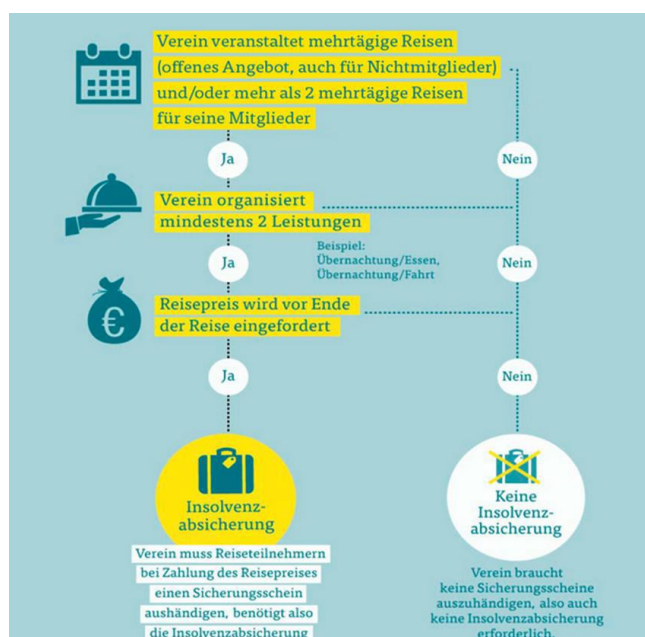 Verein veranstaltet mehrtägige Reisen
(offenes Angebot, auch für Nichtmitglieder)
und/oder mehr als 2 mehrtägige Reisen
für seine Mitglieder
Ja
Nein
Verein organisiert
mindestens 2 Leistungen
Beispiel:
Übernachtung/Essen,
Übernachtung/Fahrt
Ja
Nein
€
Reisepreis wird vor Ende
der Reise eingefordert
Ja
Nein
Insolvenz-
absicherung
Verein muss Reiseteilnehmern
bei Zahlung des Reisepreises
einen Sicherungsschein
aushändigen, benötigt also
die Insolvenzabsicherung
Keine
Insolvenz-
absicherung
Verein braucht
keine Sicherungsscheine
auszuhändigen, also auch
keine Insolvenzabsicherung
erforderlich.